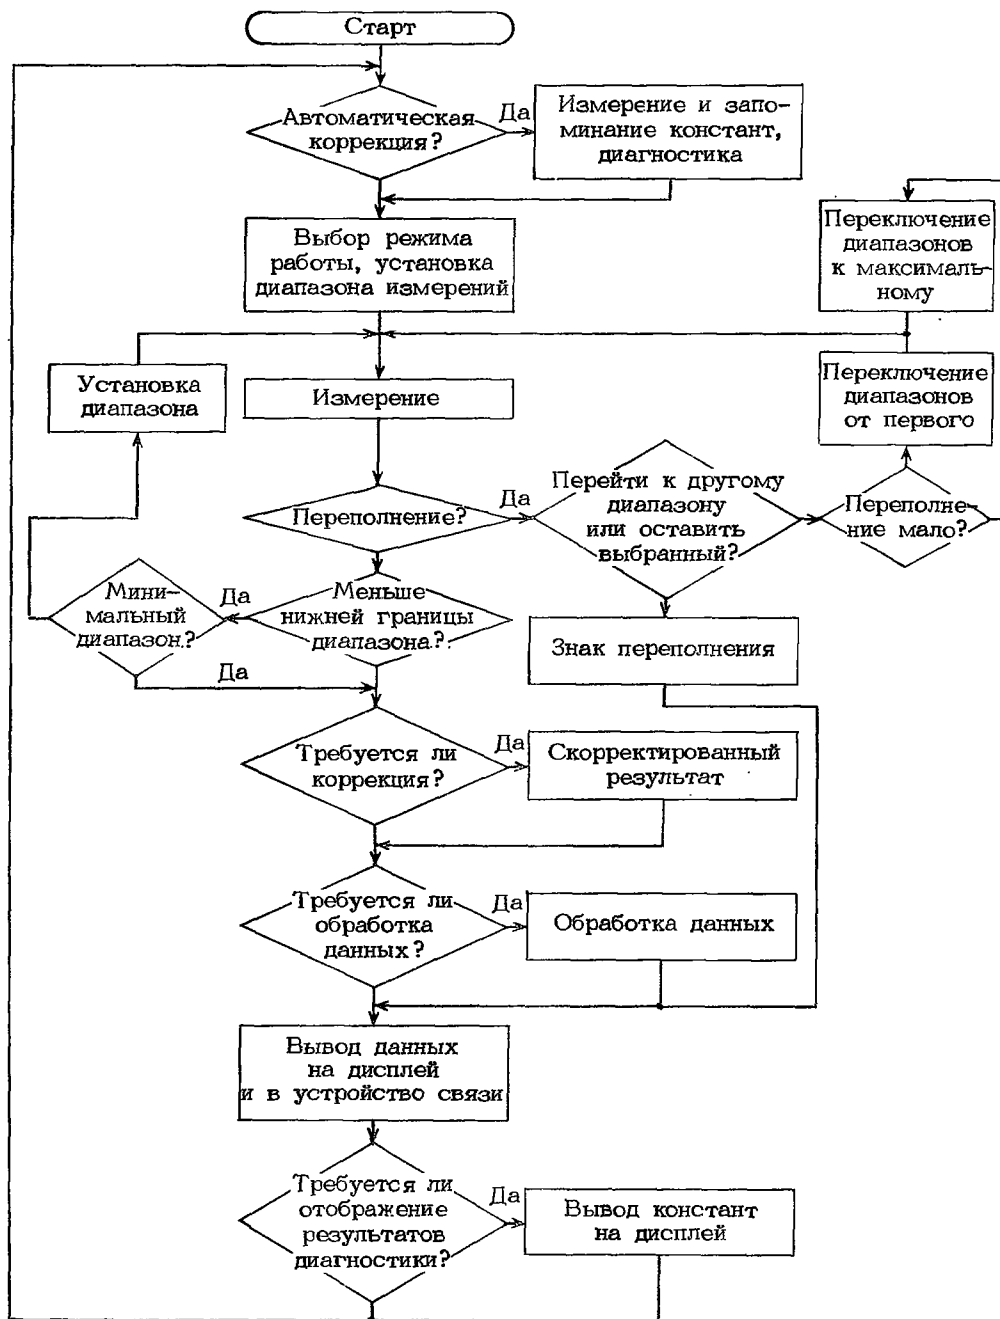 Старт
Автоматическая
коррекция?
Да
Измерение и запо-
минание констант,
диагностика
Выбор режима
работы, установка
диапазона измерений
Переключение
диапазонов
к максималь-
ному
Установка
диапазона
Измерение
Переключение
диапазонов
от первого
Переполнение?
Да
Перейти к другому
диапазону
или оставить
выбранный?
Переполне-
ние мало?
Мини-
мальный
диапазон.?
Да
Меньше
нижней границы
диапазона.?
Знак переполнения
Да
Требуется ли
коррекция?
Да
Скорректированный
результат
Требуется ли
обработка
данных?
Да
Обработка данных
Вывод данных
на дисплей
и в устройство связи
Требуется ли
отображение
результатов
диагностики?
Да
Вывод констант
на дисплей